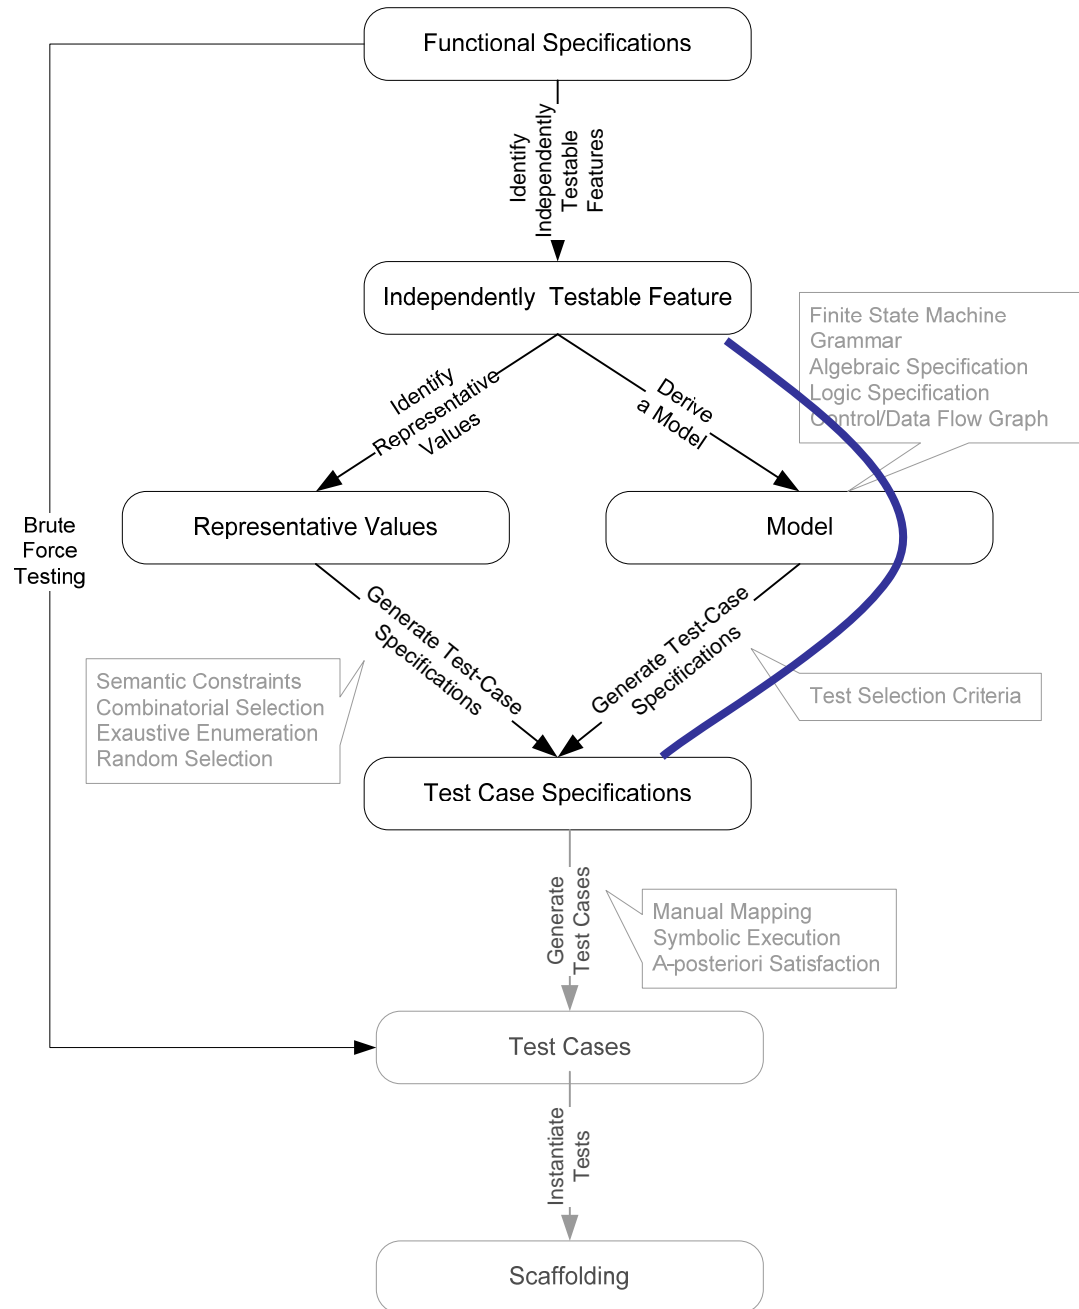 Functional Specifications
Identify
Independently
Testable
Features
Independently Testable Feature
Finite State Machine
Grammar
Algebraic Specification
Logic Specification
Control/Data Flow Graph
Identify
Representative
Values
Derive
a Model
Representative Values
Model
Brute
Force
Testing
Generate Test-Case
Specifications
Generate Test-Case
Specifications
Semantic Constraints
Combinatorial Selection
Exaustive Enumeration
Random Selection
Test Selection Criteria
Test Case Specifications
Generate
Test Cases
Manual Mapping
Symbolic Execution
A-posteriori Satisfaction
Test Cases
Instantiate
Tests
Scaffolding